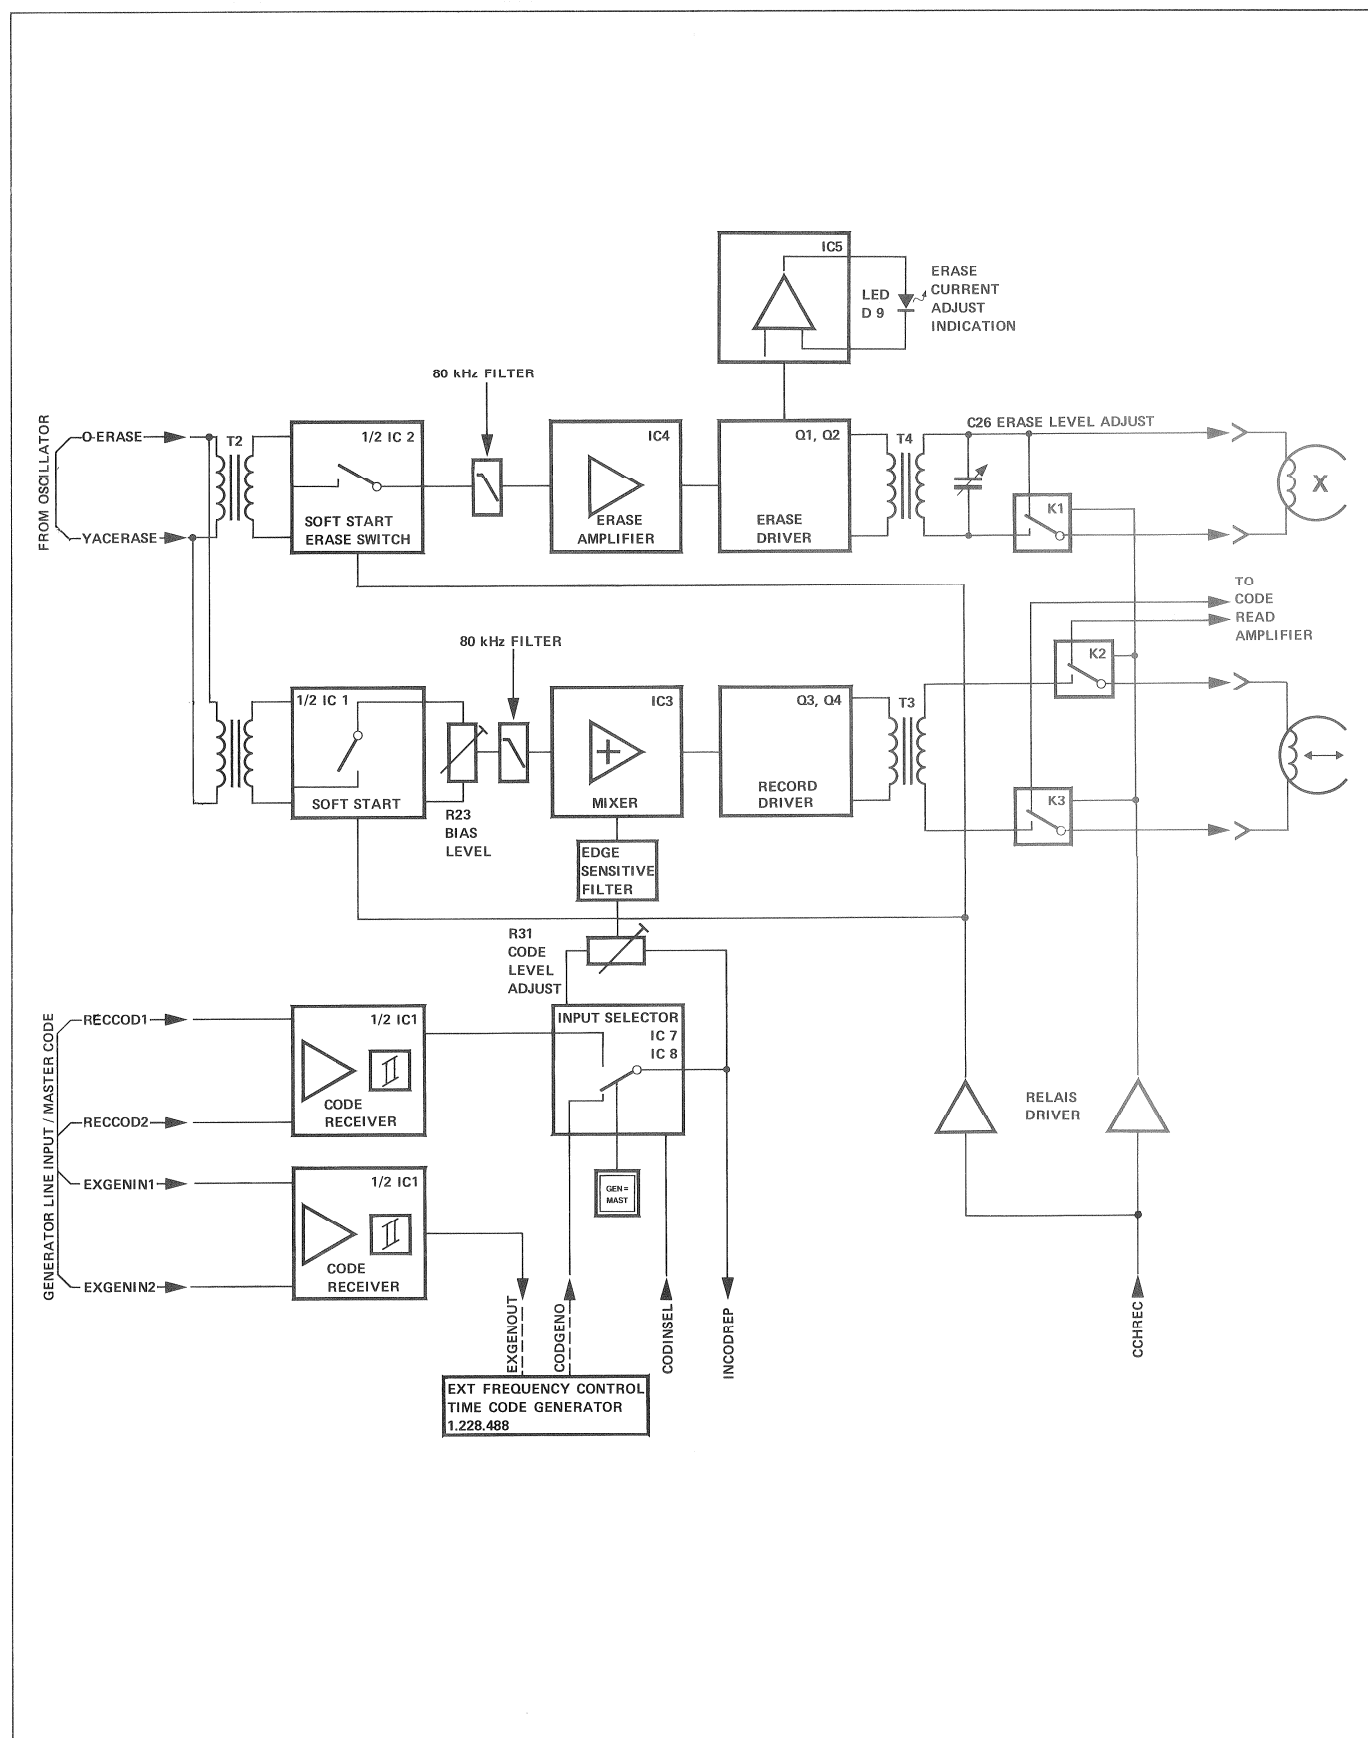 IC5
LED
D 9
ERASE
CURRENT
ADJUST
INDICATION
80 kHz FILTER
FROM OSCILLATOR
O-ERASE
YACERASE
T2
1/2 IC 2
SOFT START
ERASE SWITCH
IC4
ERASE
AMPLIFIER
Q1, Q2
ERASE
DRIVER
T4
C26 ERASE LEVEL ADJUST
K1
X
TO
CODE
READ
AMPLIFIER
K2
80 kHz FILTER
1/2 IC 1
SOFT START
R23
BIAS
LEVEL
IC3
MIXER
Q3, Q4
RECORD
DRIVER
T3
K3
EDGE
SENSITIVE
FILTER
R31
CODE
LEVEL
ADJUST
GENERATOR LINE INPUT / MASTER CODE
RECCOD1
RECCOD2
EXGENIN1
EXGENIN2
1/2 IC1
CODE
RECEIVER
1/2 IC1
CODE
RECEIVER
INPUT SELECTOR
IC 7
IC 8
GEN=
MAST
RELAIS
DRIVER
EXGENOUT
CODGENO
CODINSEL
INCODREP
CCHREC
EXT FREQUENCY CONTROL
TIME CODE GENERATOR
1.228.488